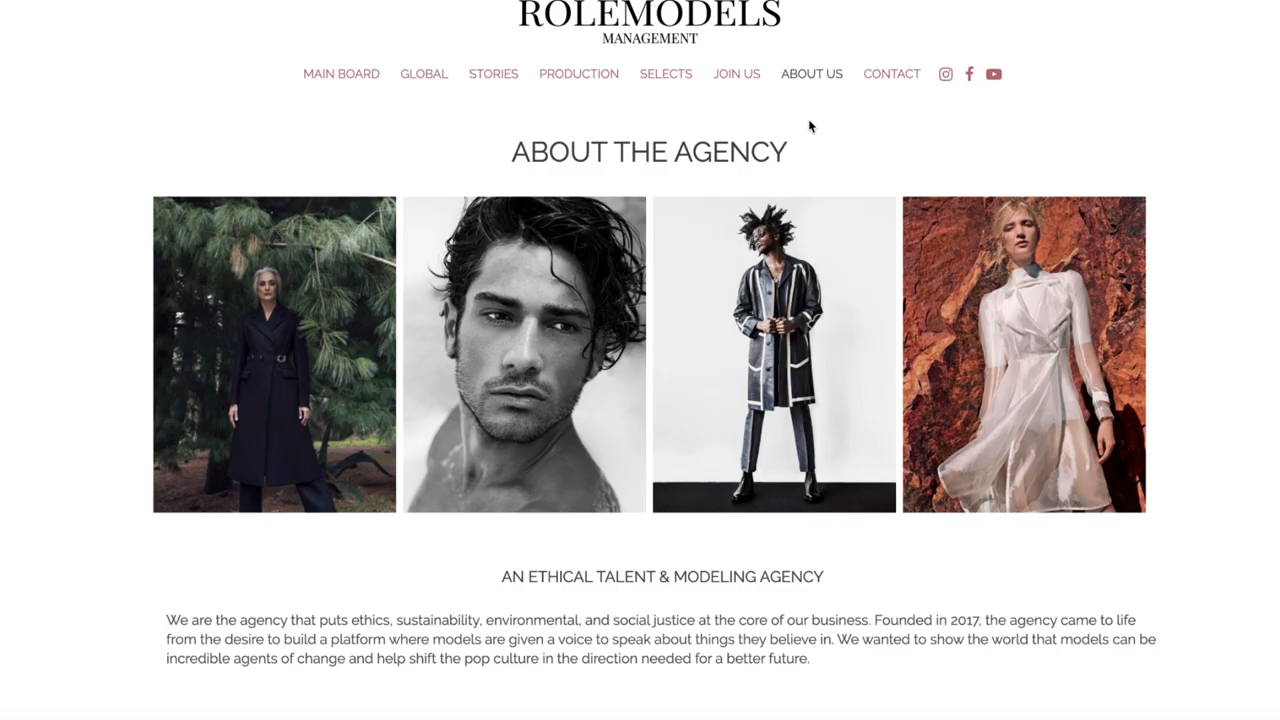 ROLEMODELS
MANAGEMENT
MAIN BOARD GLOBAL STORIES PRODUCTION SELECTS JOIN US ABOUT US CONTACT
ABOUT THE AGENCY
AN ETHICAL TALENT & MODELING AGENCY
We are the agency that puts ethics, sustainability, environmental, and social justice at the core of our business. Founded in 2017, the agency came to life
from the desire to build a platform where models are given a voice to speak about things they believe in. We wanted to show the world that models can be
incredible agents of change and help shift the pop culture in the direction needed for a better future.